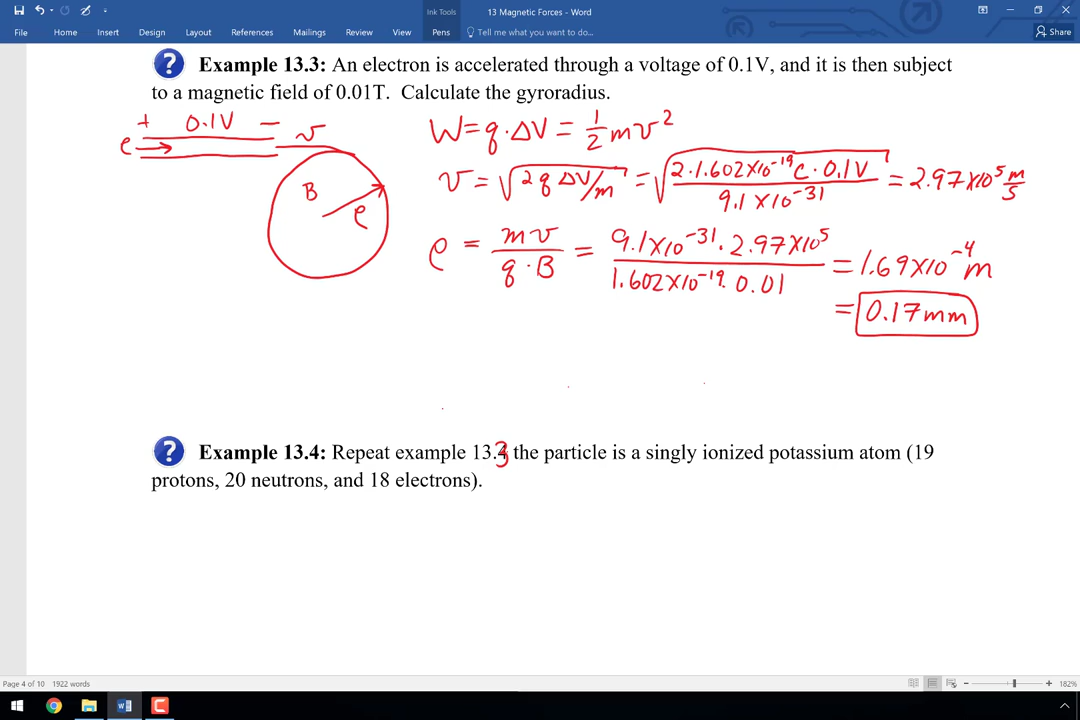 Ink Tools
13 Magnetic Forces - Word
File Home Insert Design Layout References Mailings Review View Pens Tell me what you want to do... Share
? Example 13.3: An electron is accelerated through a voltage of 0.1V, and it is then subject
to a magnetic field of 0.01T. Calculate the gyroradius.
+ 0.1V −
e v
B
ρ
W = q · ΔV = 1/2 mv²
v = √(2q ΔV/m) = √(2·1.602×10⁻¹⁹C · 0.1V / 9.1×10⁻³¹) = 2.97×10⁵ m/s
ρ = mv / q·B = 9.1×10⁻³¹ · 2.97×10⁵ / 1.602×10⁻¹⁹ · 0.01 = 1.69×10⁻⁴ m
= 0.17mm
? Example 13.4: Repeat example 13.3 the particle is a singly ionized potassium atom (19
protons, 20 neutrons, and 18 electrons).
Page 4 of 10 1922 words
− + 182%